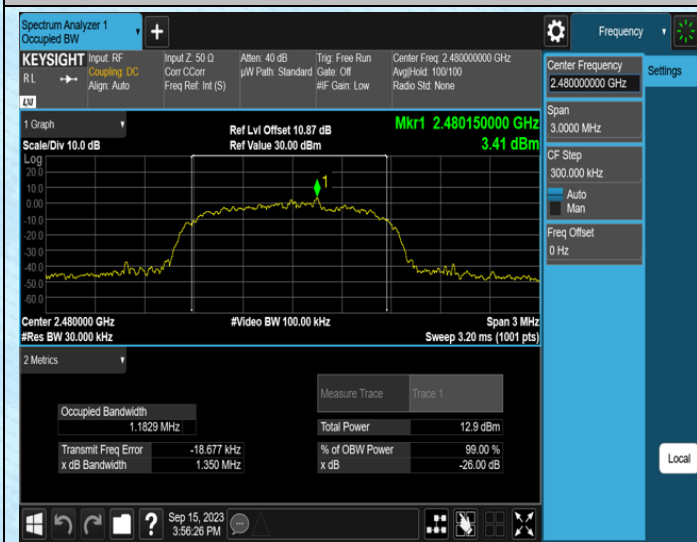 Spectrum Analyzer 1
Occupied BW
Frequency
KEYSIGHT
R L
LXI
Input: RF
Coupling: DC
Align: Auto
Input Z: 50 Ω
Corr CCorr
Freq Ref: Int (S)
Atten: 40 dB
µW Path: Standard
Trig: Free Run
Gate: Off
#IF Gain: Low
Center Freq: 2.480000000 GHz
Avg|Hold: 100/100
Radio Std: None
Center Frequency
2.480000000 GHz
Settings
Span
3.0000 MHz
CF Step
300.000 kHz
Auto
Man
Freq Offset
0 Hz
Local
1 Graph
Scale/Div 10.0 dB
Ref Lvl Offset 10.87 dB
Ref Value 30.00 dBm
Mkr1 2.480150000 GHz
3.41 dBm
Log
20.0
10.0
0.00
-10.0
-20.0
-30.0
-40.0
-50.0
-60.0
1
Center 2.480000 GHz
#Res BW 30.000 kHz
#Video BW 100.00 kHz
Span 3 MHz
Sweep 3.20 ms (1001 pts)
2 Metrics
Measure Trace Trace 1
Occupied Bandwidth
1.1829 MHz
Total Power 12.9 dBm
Transmit Freq Error -18.677 kHz
% of OBW Power 99.00 %
x dB Bandwidth 1.350 MHz
x dB -26.00 dB
Sep 15, 2023
3:56:26 PM